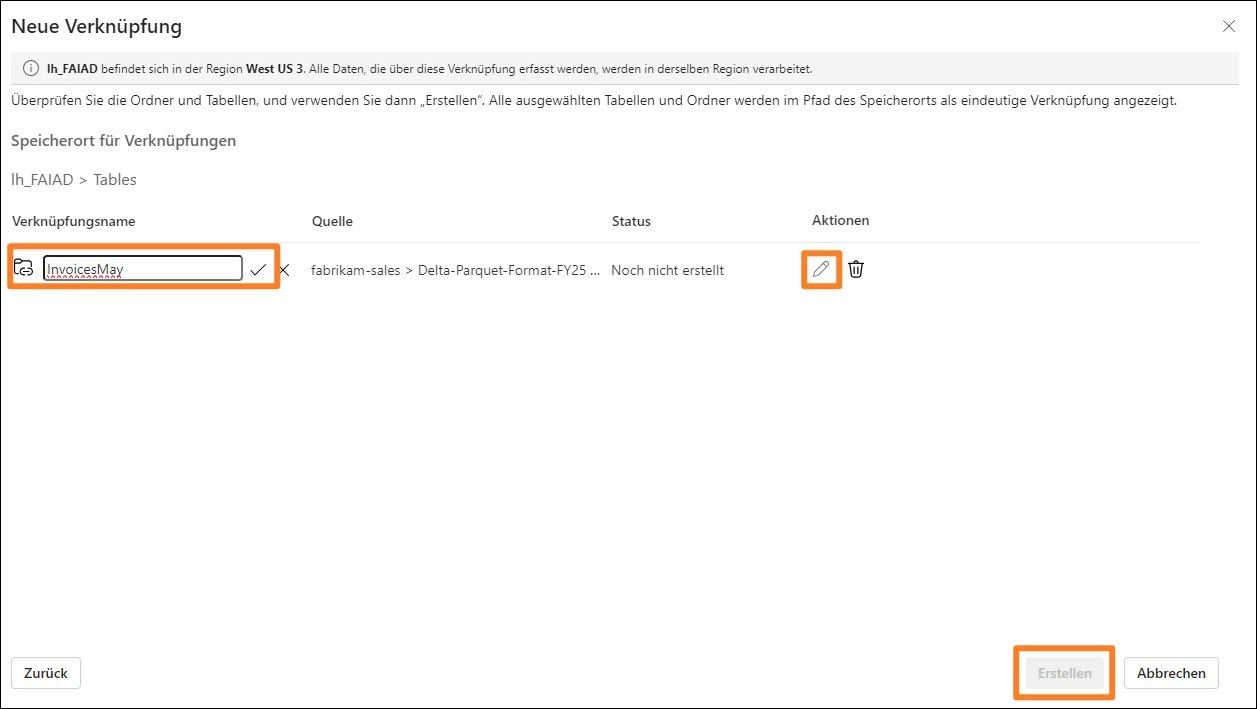 Neue Verknüpfung
lh_FAIAD befindet sich in der Region West US 3. Alle Daten, die über diese Verknüpfung erfasst werden, werden in derselben Region verarbeitet.
Überprüfen Sie die Ordner und Tabellen, und verwenden Sie dann „Erstellen“. Alle ausgewählten Tabellen und Ordner werden im Pfad des Speicherorts als eindeutige Verknüpfung angezeigt.
Speicherort für Verknüpfungen
lh_FAIAD > Tables
Verknüpfungsname Quelle Status Aktionen
InvoicesMay fabrikam-sales > Delta-Parquet-Format-FY25 ... Noch nicht erstellt
Zurück Erstellen Abbrechen